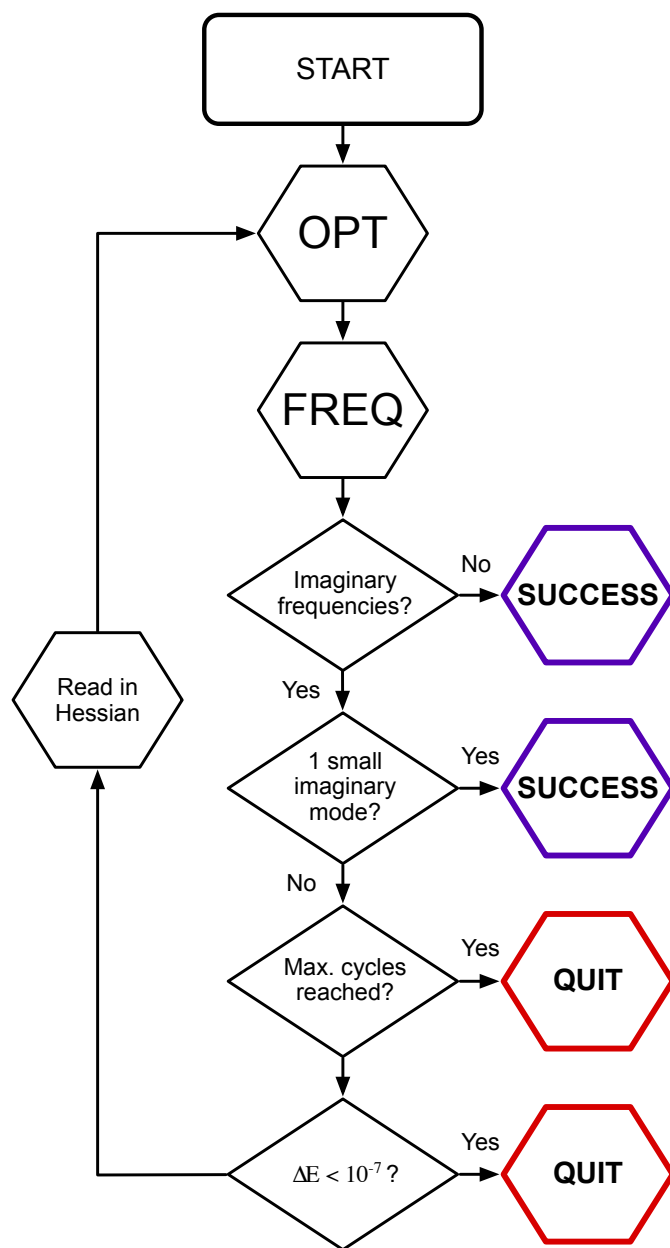 START
OPT
FREQ
Imaginary
frequencies?
No
SUCCESS
Yes
Read in
Hessian
1 small
imaginary
mode?
Yes
SUCCESS
No
Max. cycles
reached?
Yes
QUIT
ΔE < 10⁻⁷ ?
Yes
QUIT